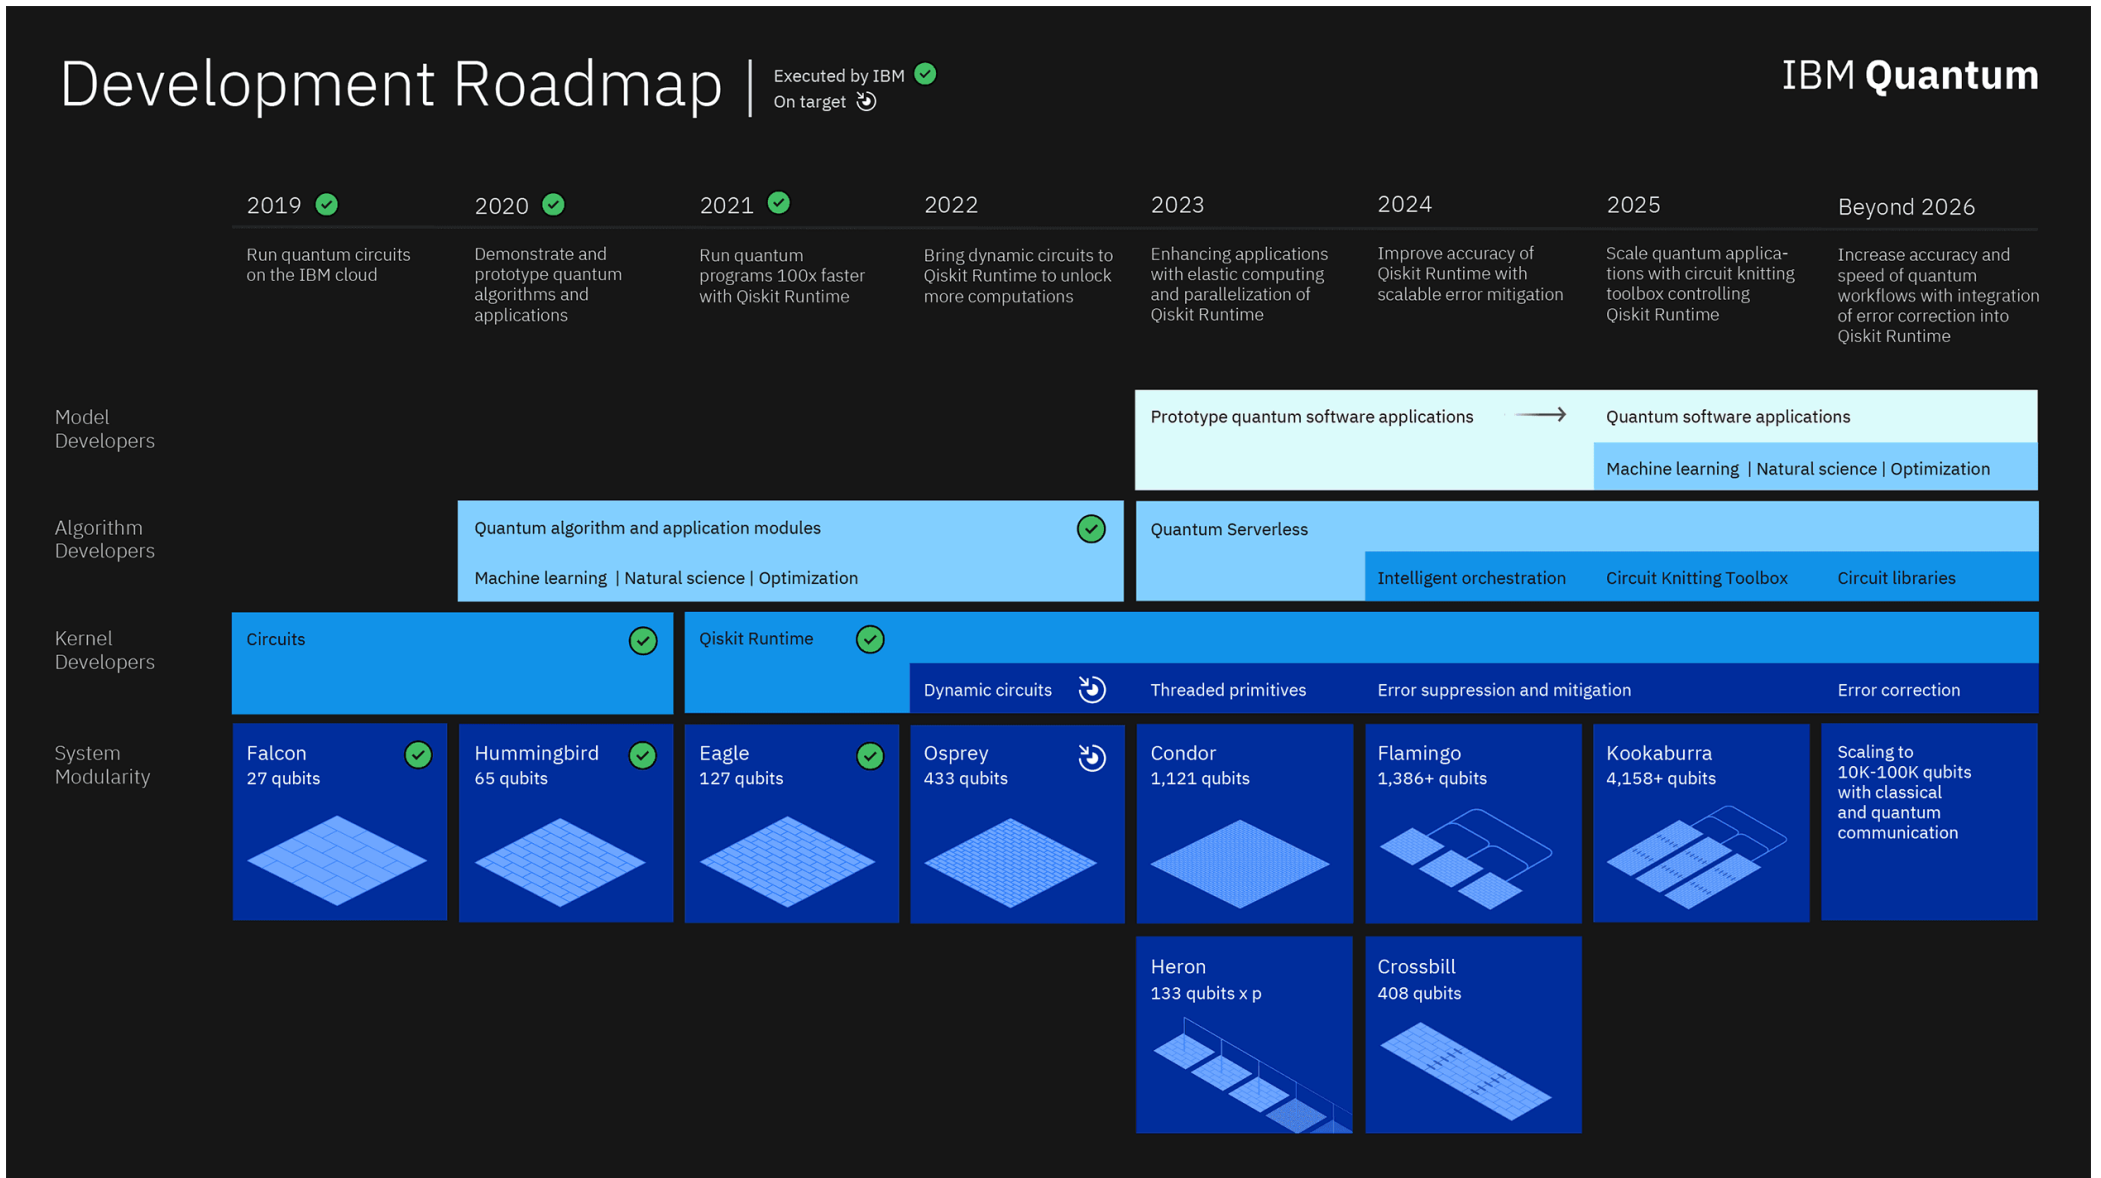 Development Roadmap
Executed by IBM
On target
IBM Quantum
2019
2020
2021
2022
2023
2024
2025
Beyond 2026
Run quantum circuits
on the IBM cloud
Demonstrate and
prototype quantum
algorithms and
applications
Run quantum
programs 100x faster
with Qiskit Runtime
Bring dynamic circuits to
Qiskit Runtime to unlock
more computations
Enhancing applications
with elastic computing
and parallelization of
Qiskit Runtime
Improve accuracy of
Qiskit Runtime with
scalable error mitigation
Scale quantum applica-
tions with circuit knitting
toolbox controlling
Qiskit Runtime
Increase accuracy and
speed of quantum
workflows with integration
of error correction into
Qiskit Runtime
Model
Developers
Prototype quantum software applications
Quantum software applications
Machine learning | Natural science | Optimization
Algorithm
Developers
Quantum algorithm and application modules
Machine learning | Natural science | Optimization
Quantum Serverless
Intelligent orchestration
Circuit Knitting Toolbox
Circuit libraries
Kernel
Developers
Circuits
Qiskit Runtime
Dynamic circuits
Threaded primitives
Error suppression and mitigation
Error correction
System
Modularity
Falcon
27 qubits
Hummingbird
65 qubits
Eagle
127 qubits
Osprey
433 qubits
Condor
1,121 qubits
Flamingo
1,386+ qubits
Kookaburra
4,158+ qubits
Scaling to
10K-100K qubits
with classical
and quantum
communication
Heron
133 qubits x p
Crossbill
408 qubits